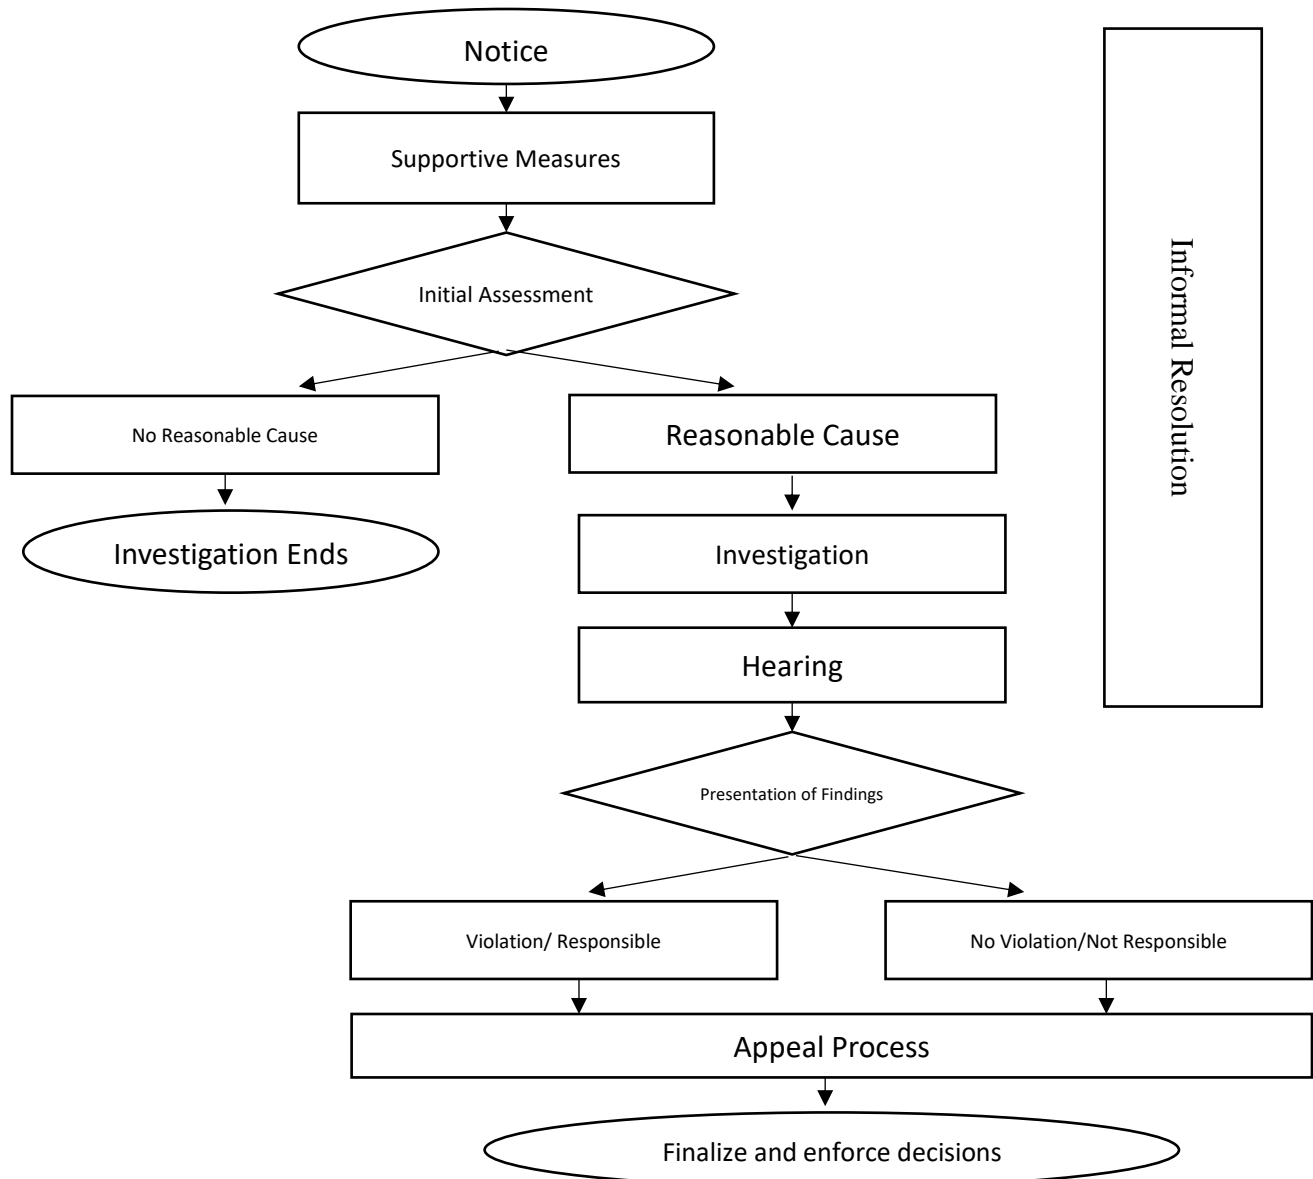 Notice
Supportive Measures
Initial Assessment
No Reasonable Cause
Reasonable Cause
Investigation Ends
Investigation
Hearing
Presentation of Findings
Violation/ Responsible
No Violation/Not Responsible
Appeal Process
Finalize and enforce decisions
Informal Resolution